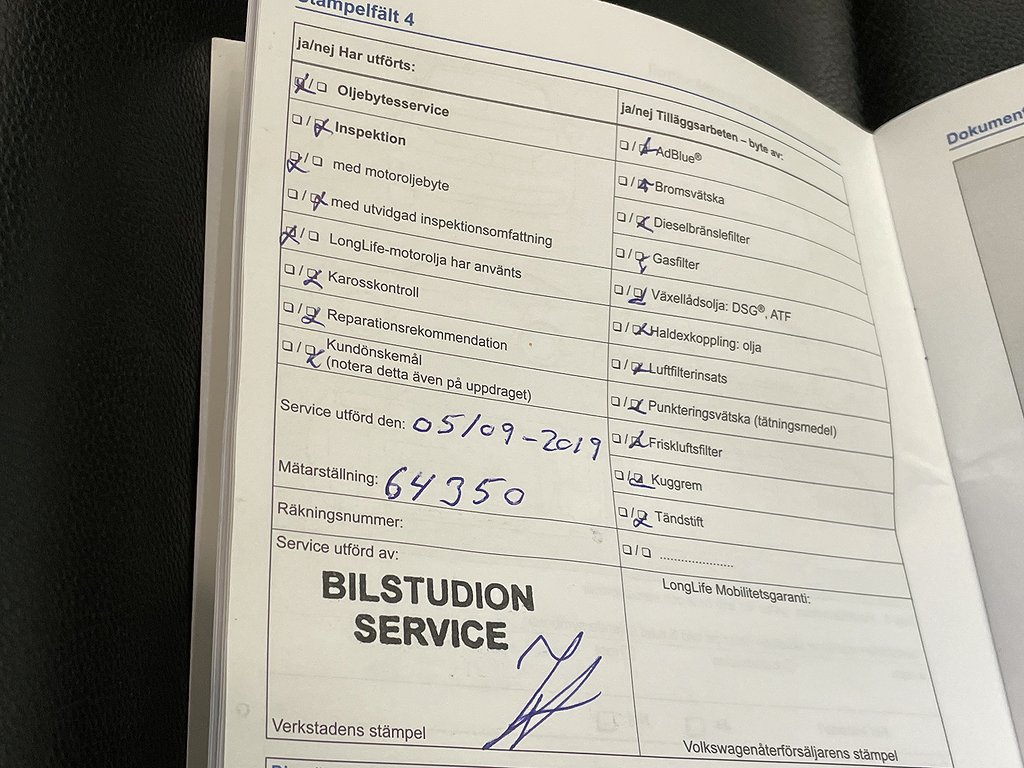 Stämpelfält 4
ja/nej Har utförts:
Oljebytesservice
Inspektion
med motoroljebyte
med utvidgad inspektionsomfattning
LongLife-motorolja har använts
Karosskontroll
Reparationsrekommendation
Kundönskemål
(notera detta även på uppdraget)
Service utförd den: 05/09-2019
Mätarställning: 64350
Räkningsnummer:
Service utförd av:
BILSTUDION
SERVICE
Verkstadens stämpel
ja/nej Tilläggsarbeten – byte av:
AdBlue®
Bromsvätska
Dieselbränslefilter
Gasfilter
Växellådsolja: DSG®, ATF
Haldexkoppling: olja
Luftfilterinsats
Punkteringsvätska (tätningsmedel)
Friskluftsfilter
Kuggrem
Tändstift
.....................
LongLife Mobilitetsgaranti:
Volkswagenåterförsäljarens stämpel